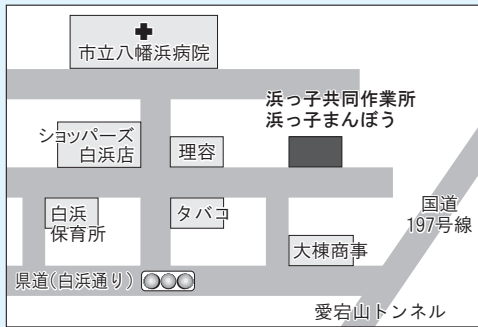 市立八幡浜病院
浜っ子共同作業所
浜っ子まんぼう
ショッパーズ
白浜店
理容
白浜
保育所
タバコ
国道
197号線
大棟商事
県道(白浜通り)
愛宕山トンネル